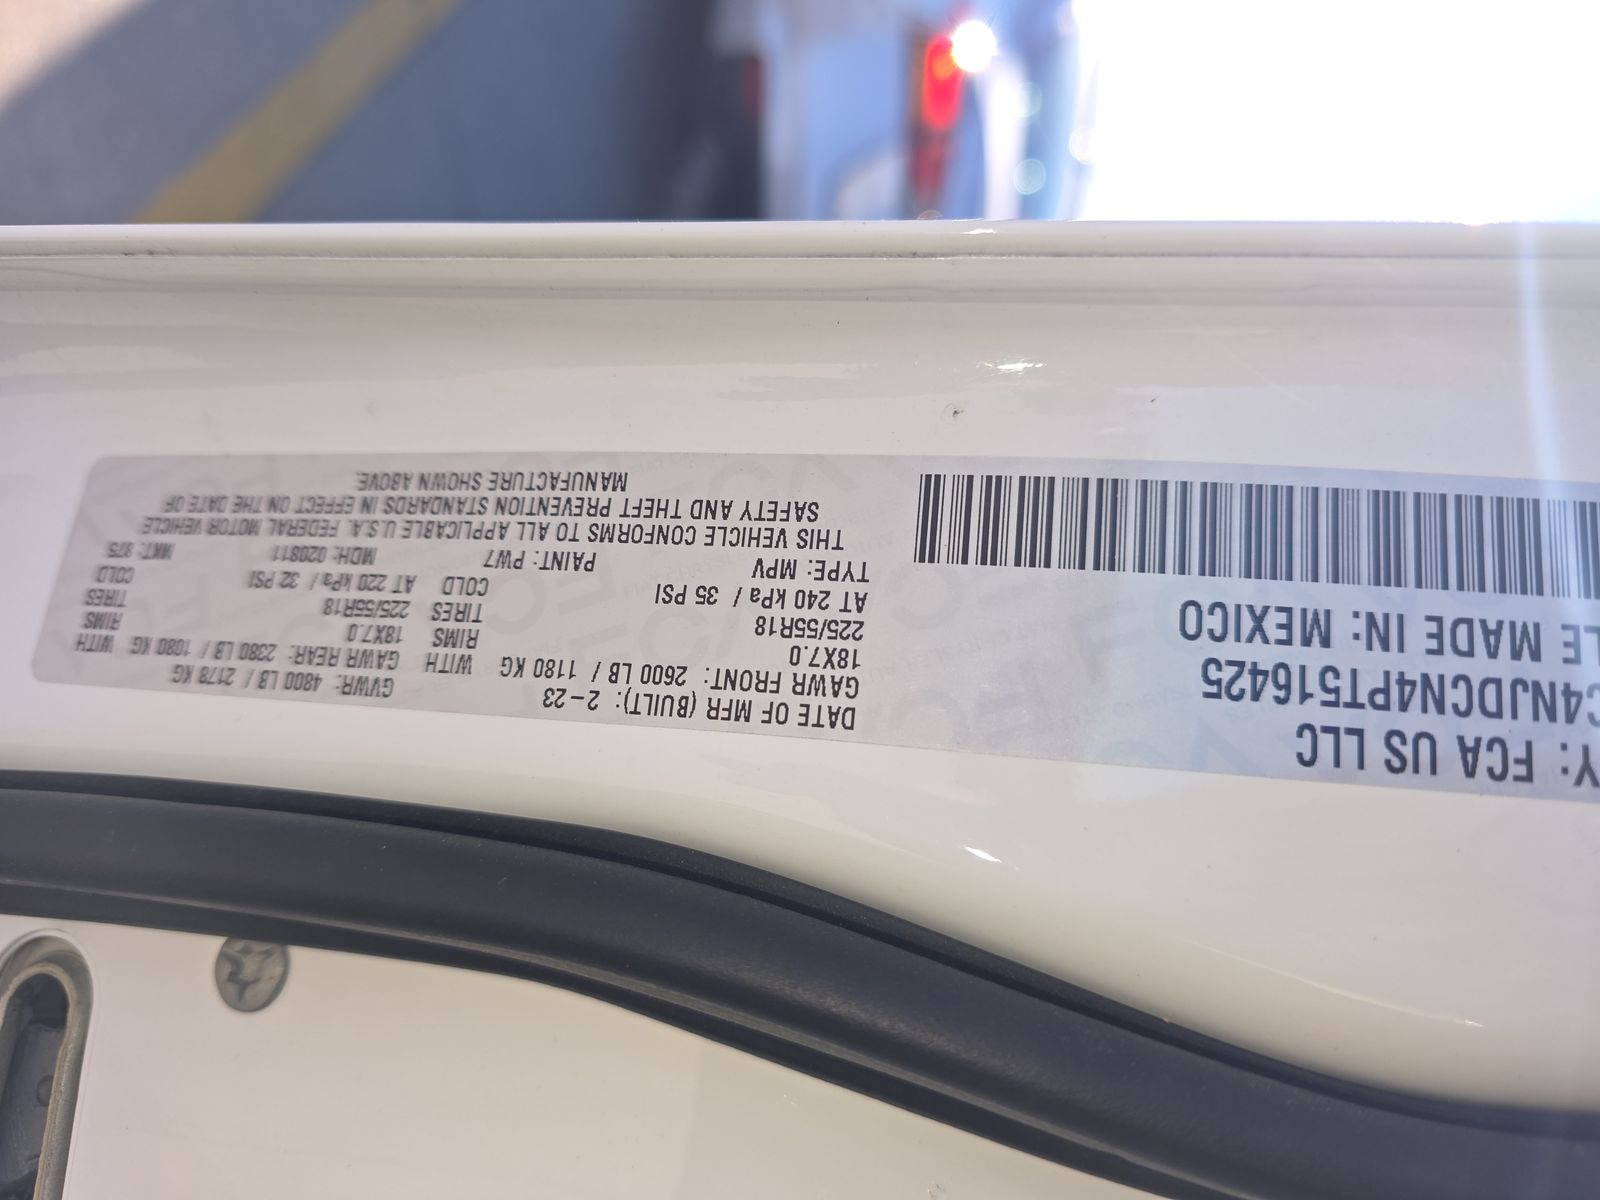 Y: FCA US LLC
C4NJDCN4PT516425
LE MADE IN: MEXICO
DATE OF MFR (BUILT): 2-23 GVWR: 4800 LB / 2178 KG
GAWR FRONT: 2600 LB / 1180 KG WITH GAWR REAR: 2380 LB / 1080 KG WITH
18X7.0 RIMS 18X7.0 RIMS
225/55R18 TIRES 225/55R18 TIRES
AT 240 kPa / 35 PSI COLD AT 220 kPa / 32 PSI COLD
TYPE: MPV PAINT: PW7 MDH: 020811 MKT: 975
THIS VEHICLE CONFORMS TO ALL APPLICABLE U.S.A. FEDERAL MOTOR VEHICLE
SAFETY AND THEFT PREVENTION STANDARDS IN EFFECT ON THE DATE OF
MANUFACTURE SHOWN ABOVE.